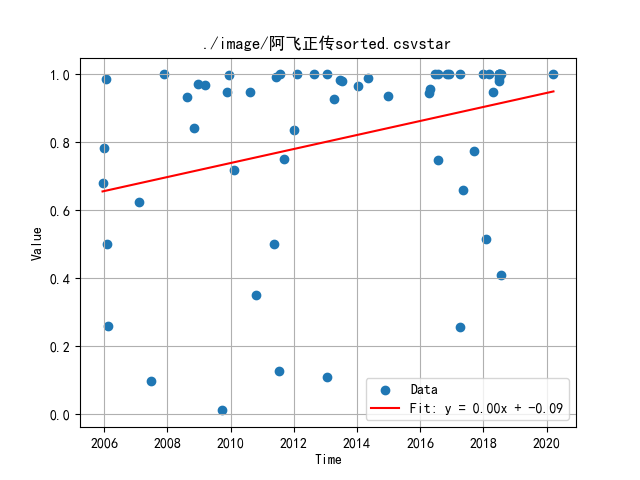 ./image/阿飞正传sorted.csvstar
1.0
0.8
0.6
0.4
0.2
0.0
Value
2006 2008 2010 2012 2014 2016 2018 2020
Time
Data
Fit: y = 0.00x + -0.09